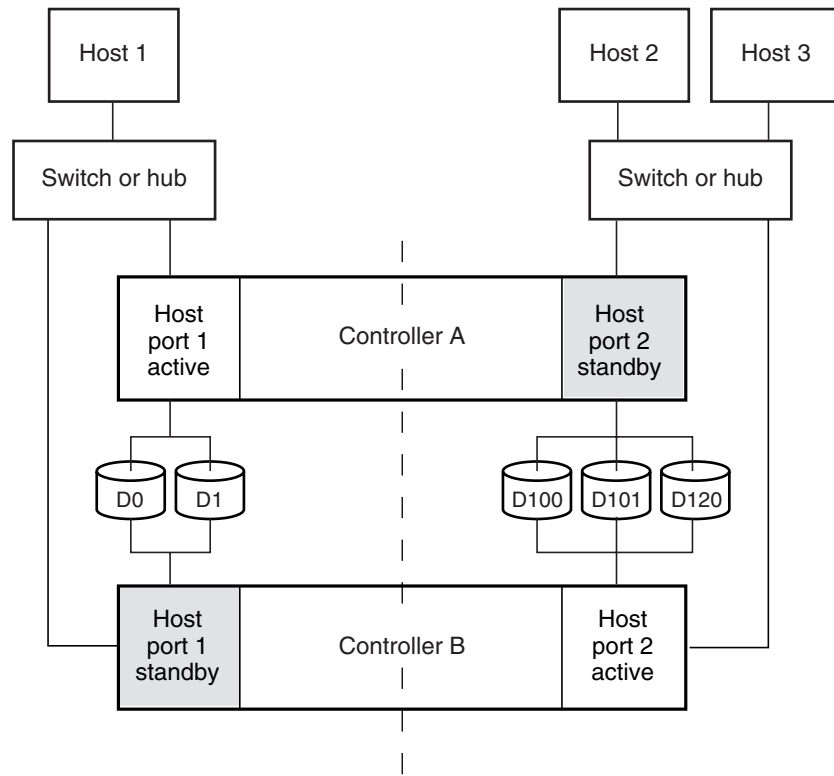 Host 1
Host 2
Host 3
Switch or hub
Switch or hub
Host
port 1
active
Controller A
Host
port 2
standby
D0
D1
D100
D101
D120
Host
port 1
standby
Controller B
Host
port 2
active